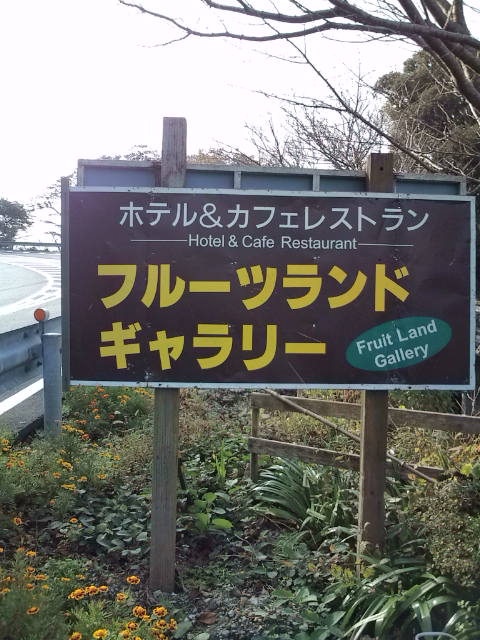 ホテル&カフェレストラン
Hotel & Cafe Restaurant
フルーツランド
ギャラリー
Fruit Land
Gallery